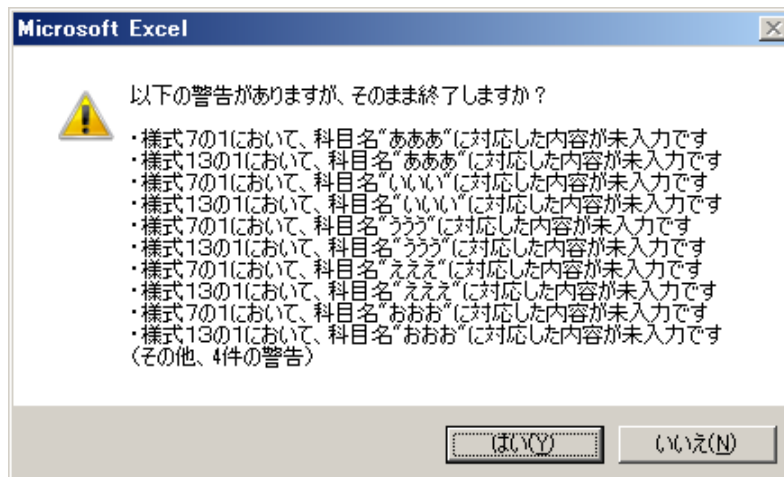 Microsoft Excel
以下の警告がありますが、そのまま終了しますか？
・様式7の1において、科目名"あああ"に対応した内容が未入力です
・様式13の1において、科目名"あああ"に対応した内容が未入力です
・様式7の1において、科目名"いいい"に対応した内容が未入力です
・様式13の1において、科目名"いいい"に対応した内容が未入力です
・様式7の1において、科目名"ううう"に対応した内容が未入力です
・様式13の1において、科目名"ううう"に対応した内容が未入力です
・様式7の1において、科目名"えええ"に対応した内容が未入力です
・様式13の1において、科目名"えええ"に対応した内容が未入力です
・様式7の1において、科目名"おおお"に対応した内容が未入力です
・様式13の1において、科目名"おおお"に対応した内容が未入力です
（その他、4件の警告）
はい(Y) いいえ(N)